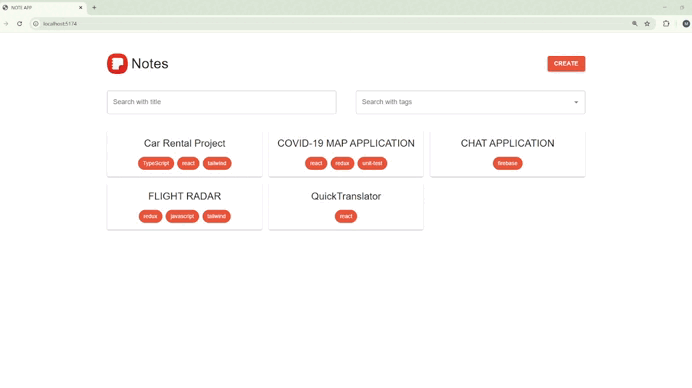 NOTE APP
localhost:5174
Notes
CREATE
Search with title
Search with tags
Car Rental Project
TypeScript react tailwind
COVID-19 MAP APPLICATION
react redux unit-test
CHAT APPLICATION
firebase
FLIGHT RADAR
redux javascript tailwind
QuickTranslator
react